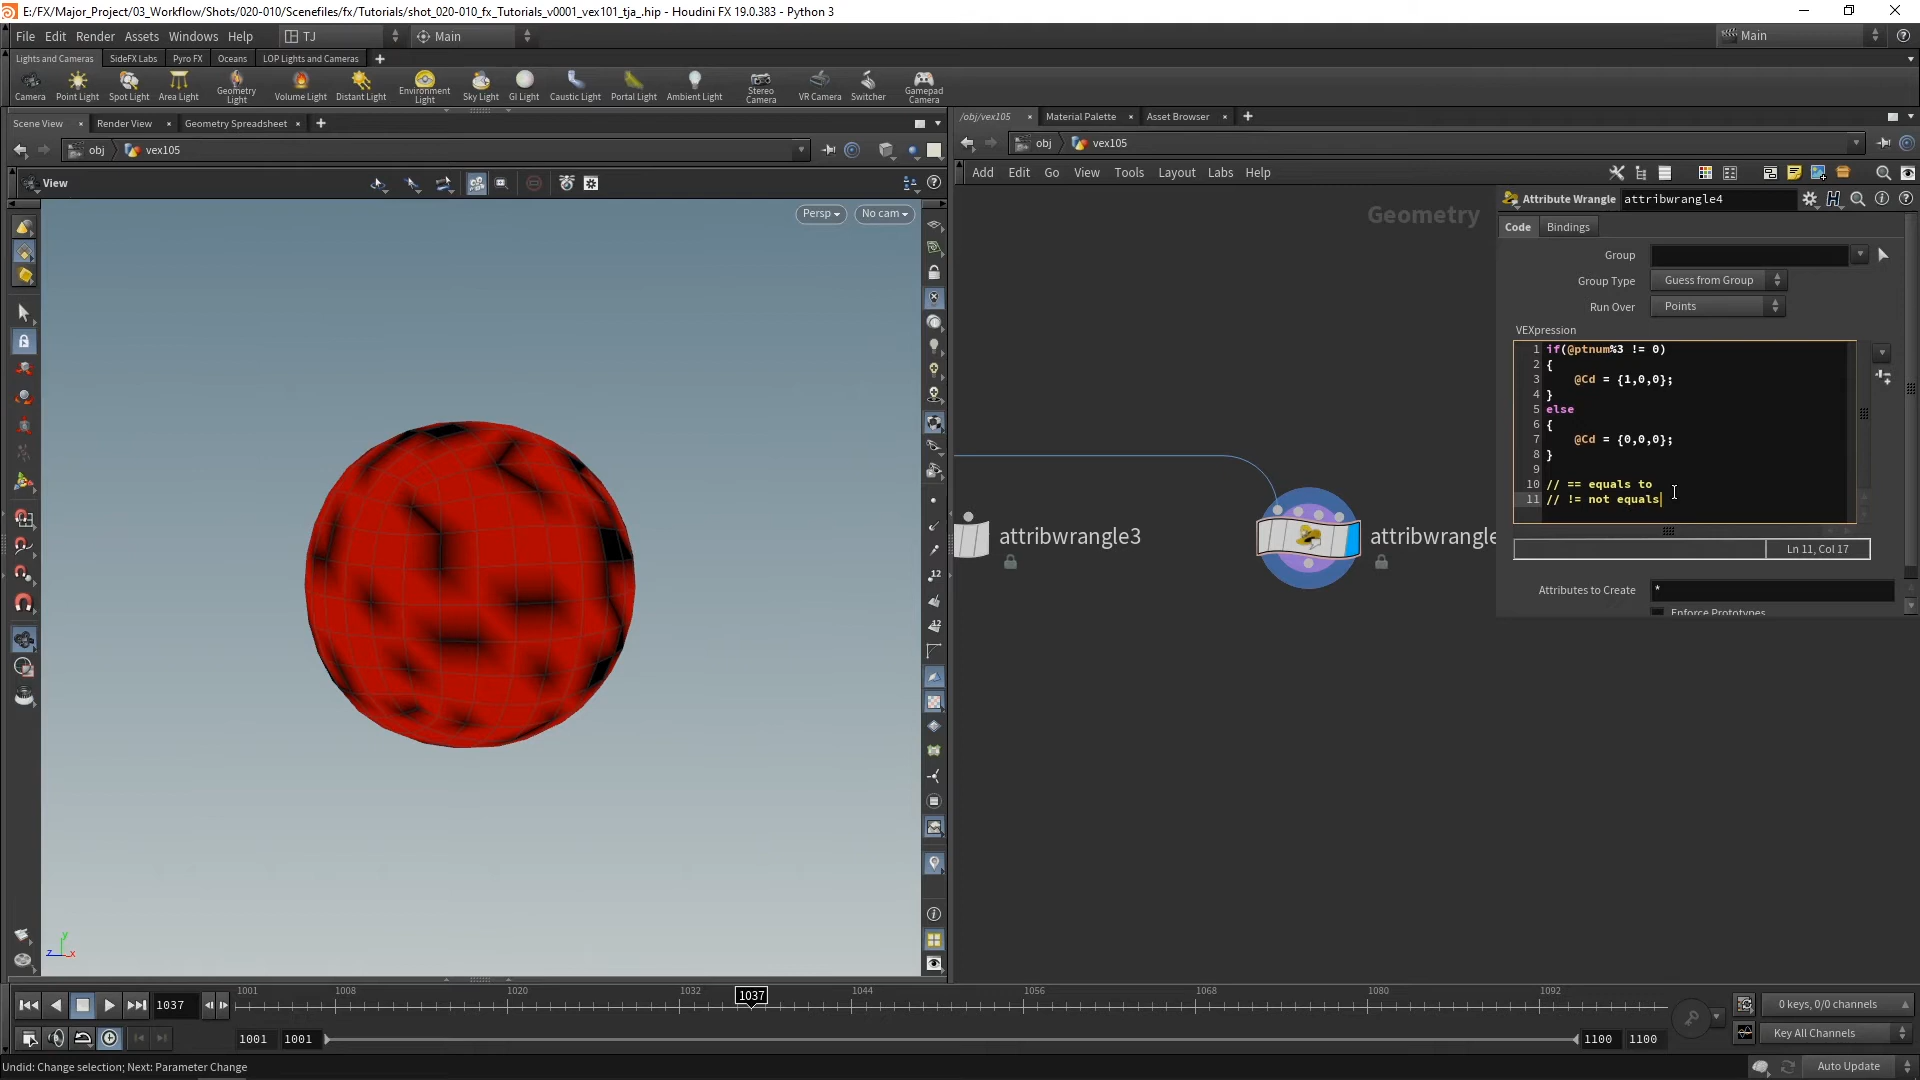 E:/FX/Major_Project/03_Workflow/Shots/020-010/Scenefiles/fx/Tutorials/shot_020-010_fx_Tutorials_v0001_vex101_tja_.hip - Houdini FX 19.0.383 - Python 3
File Edit Render Assets Windows Help TJ Main Main
Lights and Cameras SideFX Labs Pyro FX Oceans LOP Lights and Cameras
Camera Point Light Spot Light Area Light Geometry Light Volume Light Distant Light Environment Light Sky Light GI Light Caustic Light Portal Light Ambient Light Stereo Camera VR Camera Switcher Gamepad Camera
Scene View Render View Geometry Spreadsheet
/obj/vex105 Material Palette Asset Browser
obj vex105
obj vex105
View
Persp No cam
Add Edit Go View Tools Layout Labs Help
Geometry
Attribute Wrangle attribwrangle4
Code Bindings
Group
Group Type Guess from Group
Run Over Points
VEXpression
1 if(@ptnum%3 != 0)
2 {
3 @Cd = {1,0,0};
4 }
5 else
6 {
7 @Cd = {0,0,0};
8 }
9
10 // == equals to
11 // != not equals
Ln 11, Col 17
Attributes to Create *
Enforce Prototypes
attribwrangle3
attribwrangle
12
12
z y x
1037
1001 1008 1020 1032 1037 1044 1056 1068 1080 1092
0 keys, 0/0 channels
1001 1001 1100 1100
Key All Channels
Undid: Change selection; Next: Parameter Change
Auto Update